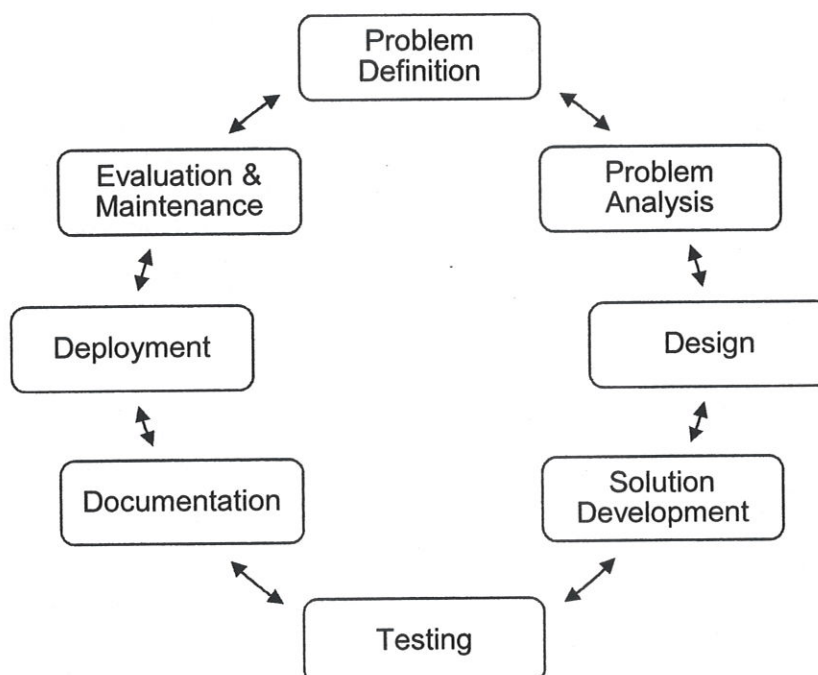 Problem
Definition
Problem
Analysis
Design
Solution
Development
Testing
Documentation
Deployment
Evaluation &
Maintenance